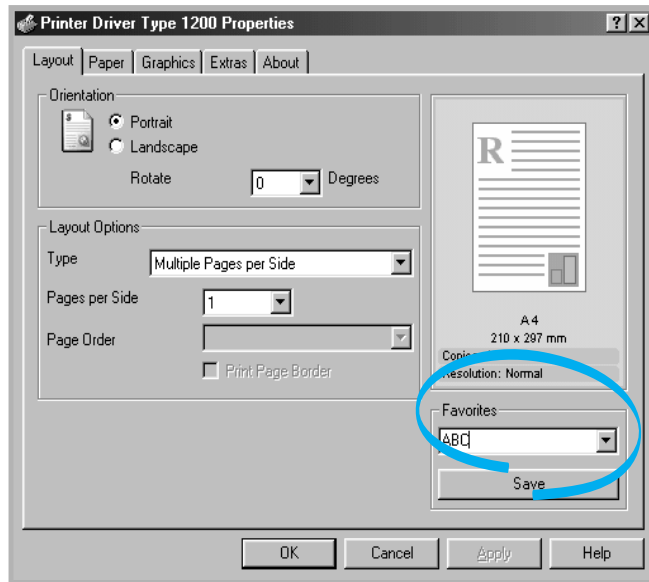 Printer Driver Type 1200 Properties
Layout Paper Graphics Extras About
Orientation
Portrait
Landscape
Rotate 0 Degrees
Layout Options
Type Multiple Pages per Side
Pages per Side 1
Page Order
Print Page Border
R
A4
210 x 297 mm
Resolution: Normal
Favorites
ABC
Save
OK Cancel Apply Help